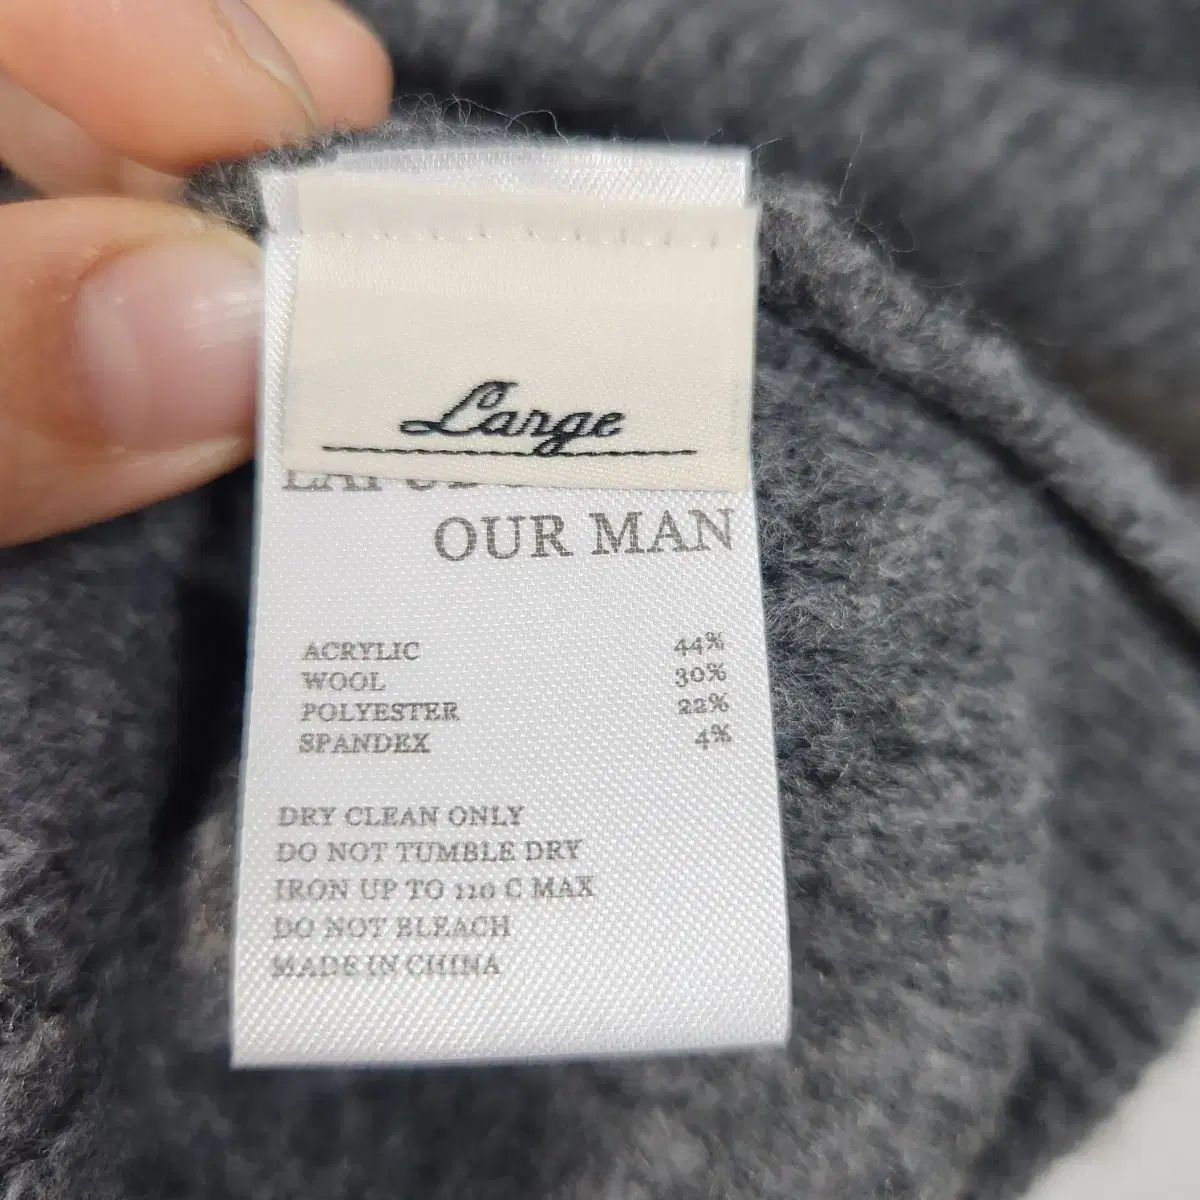 Large
OUR MAN
ACRYLIC 44%
WOOL 30%
POLYESTER 22%
SPANDEX 4%
DRY CLEAN ONLY
DO NOT TUMBLE DRY
IRON UP TO 110 C MAX
DO NOT BLEACH
MADE IN CHINA